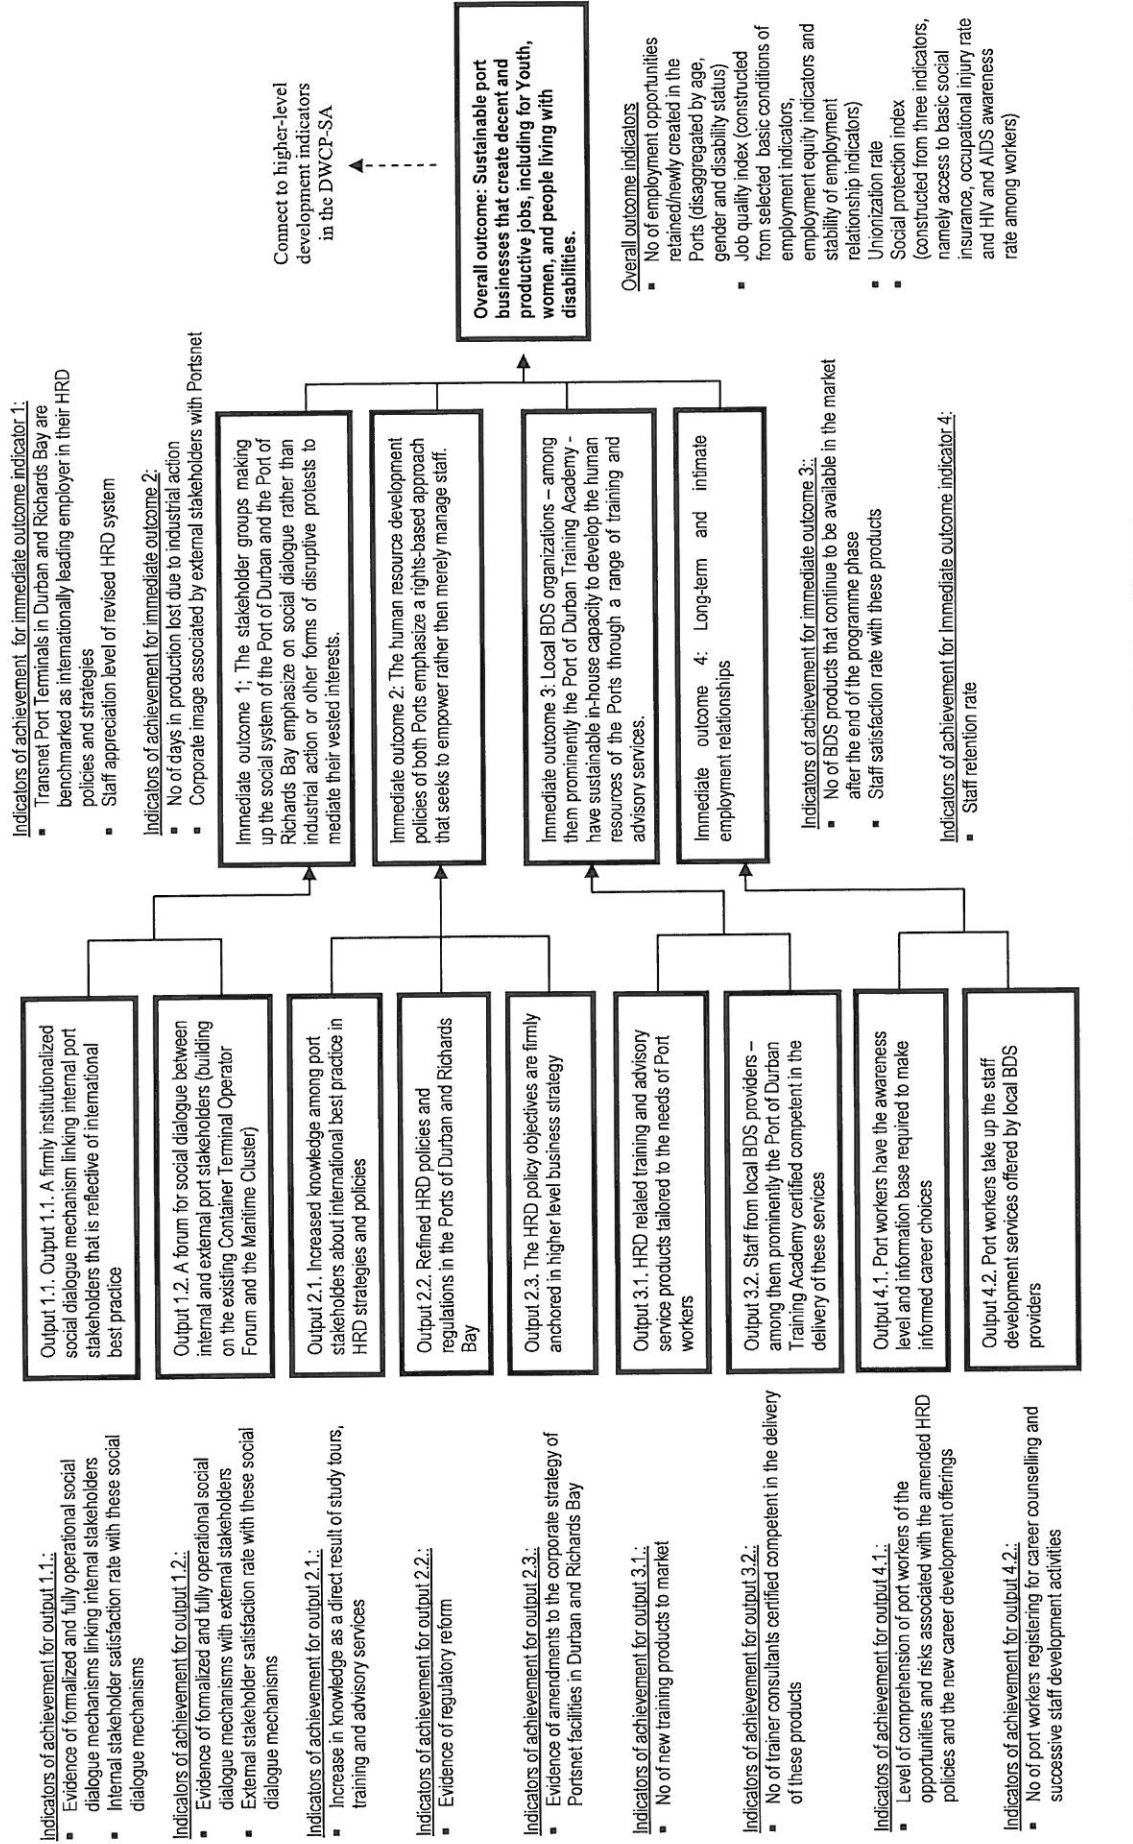 Indicators of achievement for output 1.1.:
▪ Evidence of formalized and fully operational social
dialogue mechanisms linking internal stakeholders
▪ Internal stakeholder satisfaction rate with these social
dialogue mechanisms
Indicators of achievement for output 1.2.:
▪ Evidence of formalized and fully operational social
dialogue mechanisms with external stakeholders
▪ External stakeholder satisfaction rate with these social
dialogue mechanisms
Indicators of achievement for output 2.1.:
▪ Increase in knowledge as a direct result of study tours,
training and advisory services
Indicators of achievement for output 2.2.:
▪ Evidence of regulatory reform
Indicators of achievement for output 2.3.:
▪ Evidence of amendments to the corporate strategy of
Portsnet facilities in Durban and Richards Bay
Indicators of achievement for output 3.1.:
▪ No of new training products to market
Indicators of achievement for output 3.2.:
▪ No of trainer consultants certified competent in the delivery
of these products
Indicators of achievement for output 4.1.:
▪ Level of comprehension of port workers of the
opportunities and risks associated with the amended HRD
policies and the new career development offerings
Indicators of achievement for output 4.2.:
▪ No of port workers registering for career counselling and
successive staff development activities
Output 1.1. Output 1.1. A firmly institutionalized
social dialogue mechanism linking internal port
stakeholders that is reflective of international
best practice
Output 1.2. A forum for social dialogue between
internal and external port stakeholders (building
on the existing Container Terminal Operator
Forum and the Maritime Cluster)
Output 2.1. Increased knowledge among port
stakeholders about international best practice in
HRD strategies and policies
Output 2.2. Refined HRD policies and
regulations in the Ports of Durban and Richards
Bay
Output 2.3. The HRD policy objectives are firmly
anchored in higher level business strategy
Output 3.1. HRD related training and advisory
service products tailored to the needs of Port
workers
Output 3.2. Staff from local BDS providers –
among them prominently the Port of Durban
Training Academy certified competent in the
delivery of these services
Output 4.1. Port workers have the awareness
level and information base required to make
informed career choices
Output 4.2. Port workers take up the staff
development services offered by local BDS
providers
Indicators of achievement for immediate outcome indicator 1:
▪ Transnet Port Terminals in Durban and Richards Bay are
benchmarked as internationally leading employer in their HRD
policies and strategies
▪ Staff appreciation level of revised HRD system
Indicators of achievement for immediate outcome 2:
▪ No of days in production lost due to industrial action
▪ Corporate image associated by external stakeholders with Portsnet
Immediate outcome 1; The stakeholder groups making
up the social system of the Port of Durban and the Port of
Richards Bay emphasize on social dialogue rather than
industrial action or other forms of disruptive protests to
mediate their vested interests.
Immediate outcome 2: The human resource development
policies of both Ports emphasize a rights-based approach
that seeks to empower rather then merely manage staff.
Immediate outcome 3: Local BDS organizations – among
them prominently the Port of Durban Training Academy -
have sustainable in-house capacity to develop the human
resources of the Ports through a range of training and
advisory services.
Immediate outcome 4: Long-term and intimate
employment relationships
Indicators of achievement for immediate outcome 3::
▪ No of BDS products that continue to be available in the market
after the end of the programme phase
▪ Staff satisfaction rate with these products
Indicators of achievement for Immediate outcome indicator 4:
▪ Staff retention rate
Connect to higher-level
development indicators
in the DWCP-SA
Overall outcome: Sustainable port
businesses that create decent and
productive jobs, including for Youth,
women, and people living with
disabilities.
Overall outcome indicators
▪ No of employment opportunities
retained/newly created in the
Ports (disaggregated by age,
gender and disability status)
▪ Job quality index (constructed
from selected basic conditions of
employment indicators,
employment equity indicators and
stability of employment
relationship indicators)
▪ Unionization rate
▪ Social protection index
(constructed from three indicators,
namely access to basic social
insurance, occupational injury rate
and HIV and AIDS awareness
rate among workers)